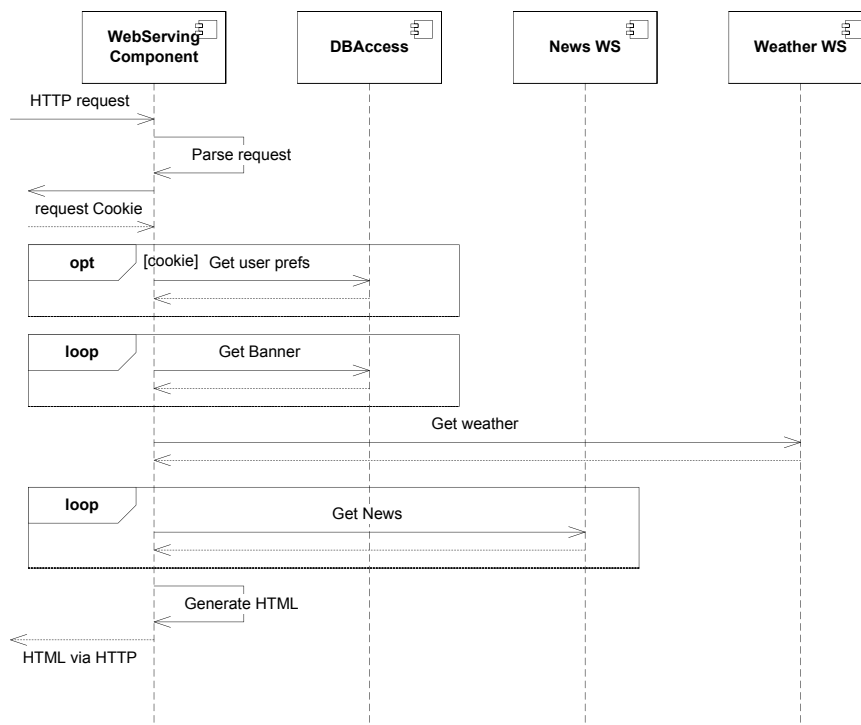 WebServing
Component
DBAccess
News WS
Weather WS
HTTP request
Parse request
request Cookie
opt
[cookie]
Get user prefs
loop
Get Banner
Get weather
loop
Get News
Generate HTML
HTML via HTTP